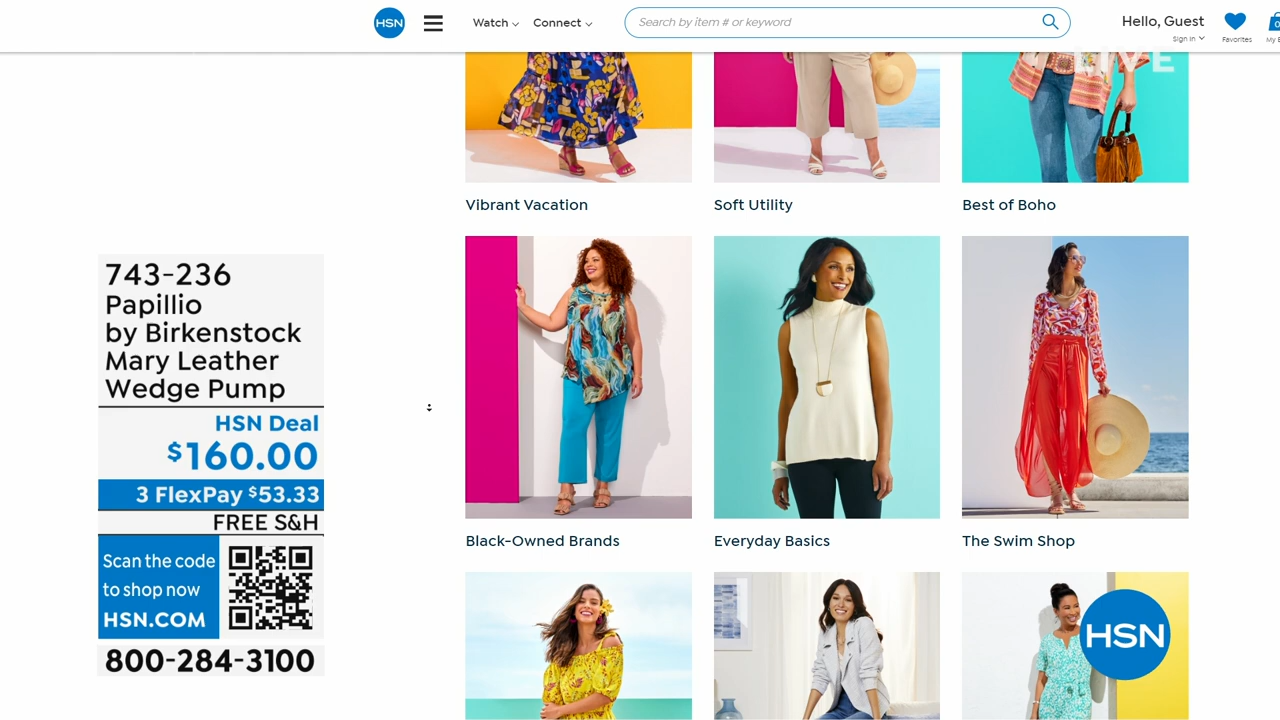 HSN
Watch
Connect
Search by item # or keyword
Hello, Guest
Sign In
Favorites
0
LIVE
Vibrant Vacation
Soft Utility
Best of Boho
743-236
Papillio
by Birkenstock
Mary Leather
Wedge Pump
HSN Deal
$160.00
3 FlexPay $53.33
FREE S&H
Scan the code
to shop now
HSN.COM
800-284-3100
Black-Owned Brands
Everyday Basics
The Swim Shop
HSN